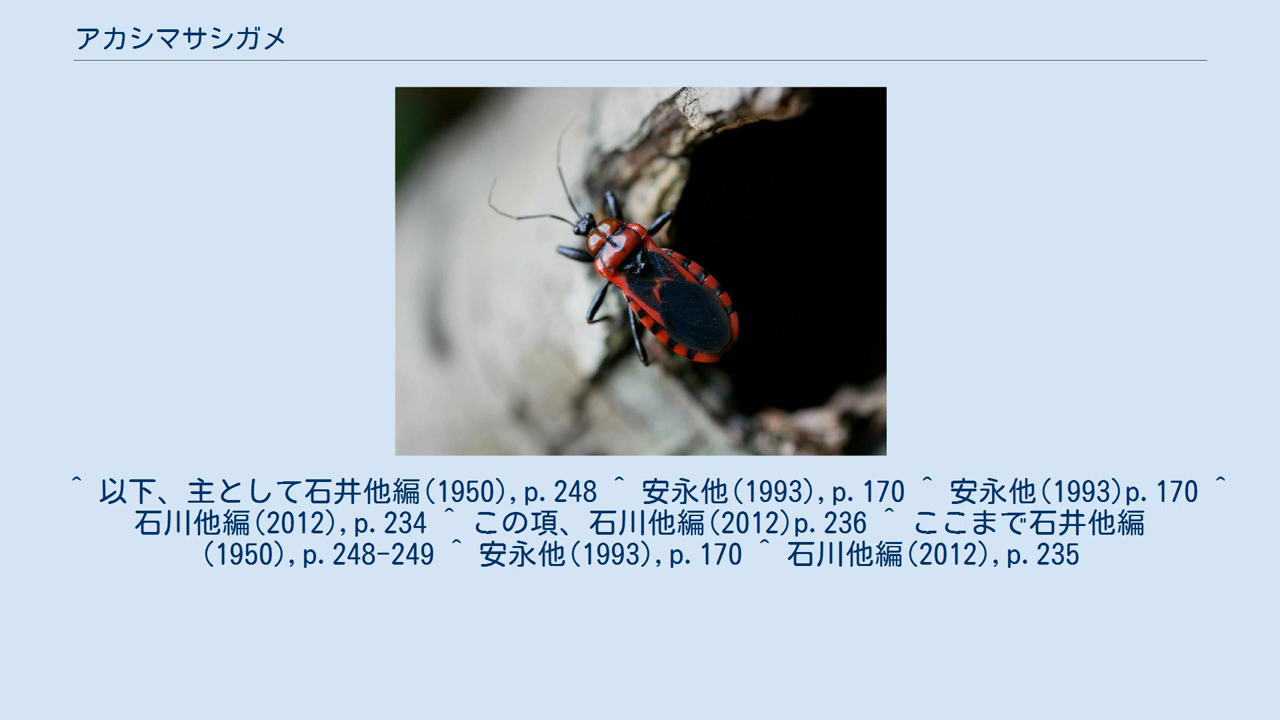 アカシマサシガメ
^ 以下、主として石井他編(1950),p.248 ^ 安永他(1993),p.170 ^ 安永他(1993)p.170 ^
石川他編(2012),p.234 ^ この項、石川他編(2012)p.236 ^ ここまで石井他編
(1950),p.248-249 ^ 安永他(1993),p.170 ^ 石川他編(2012),p.235